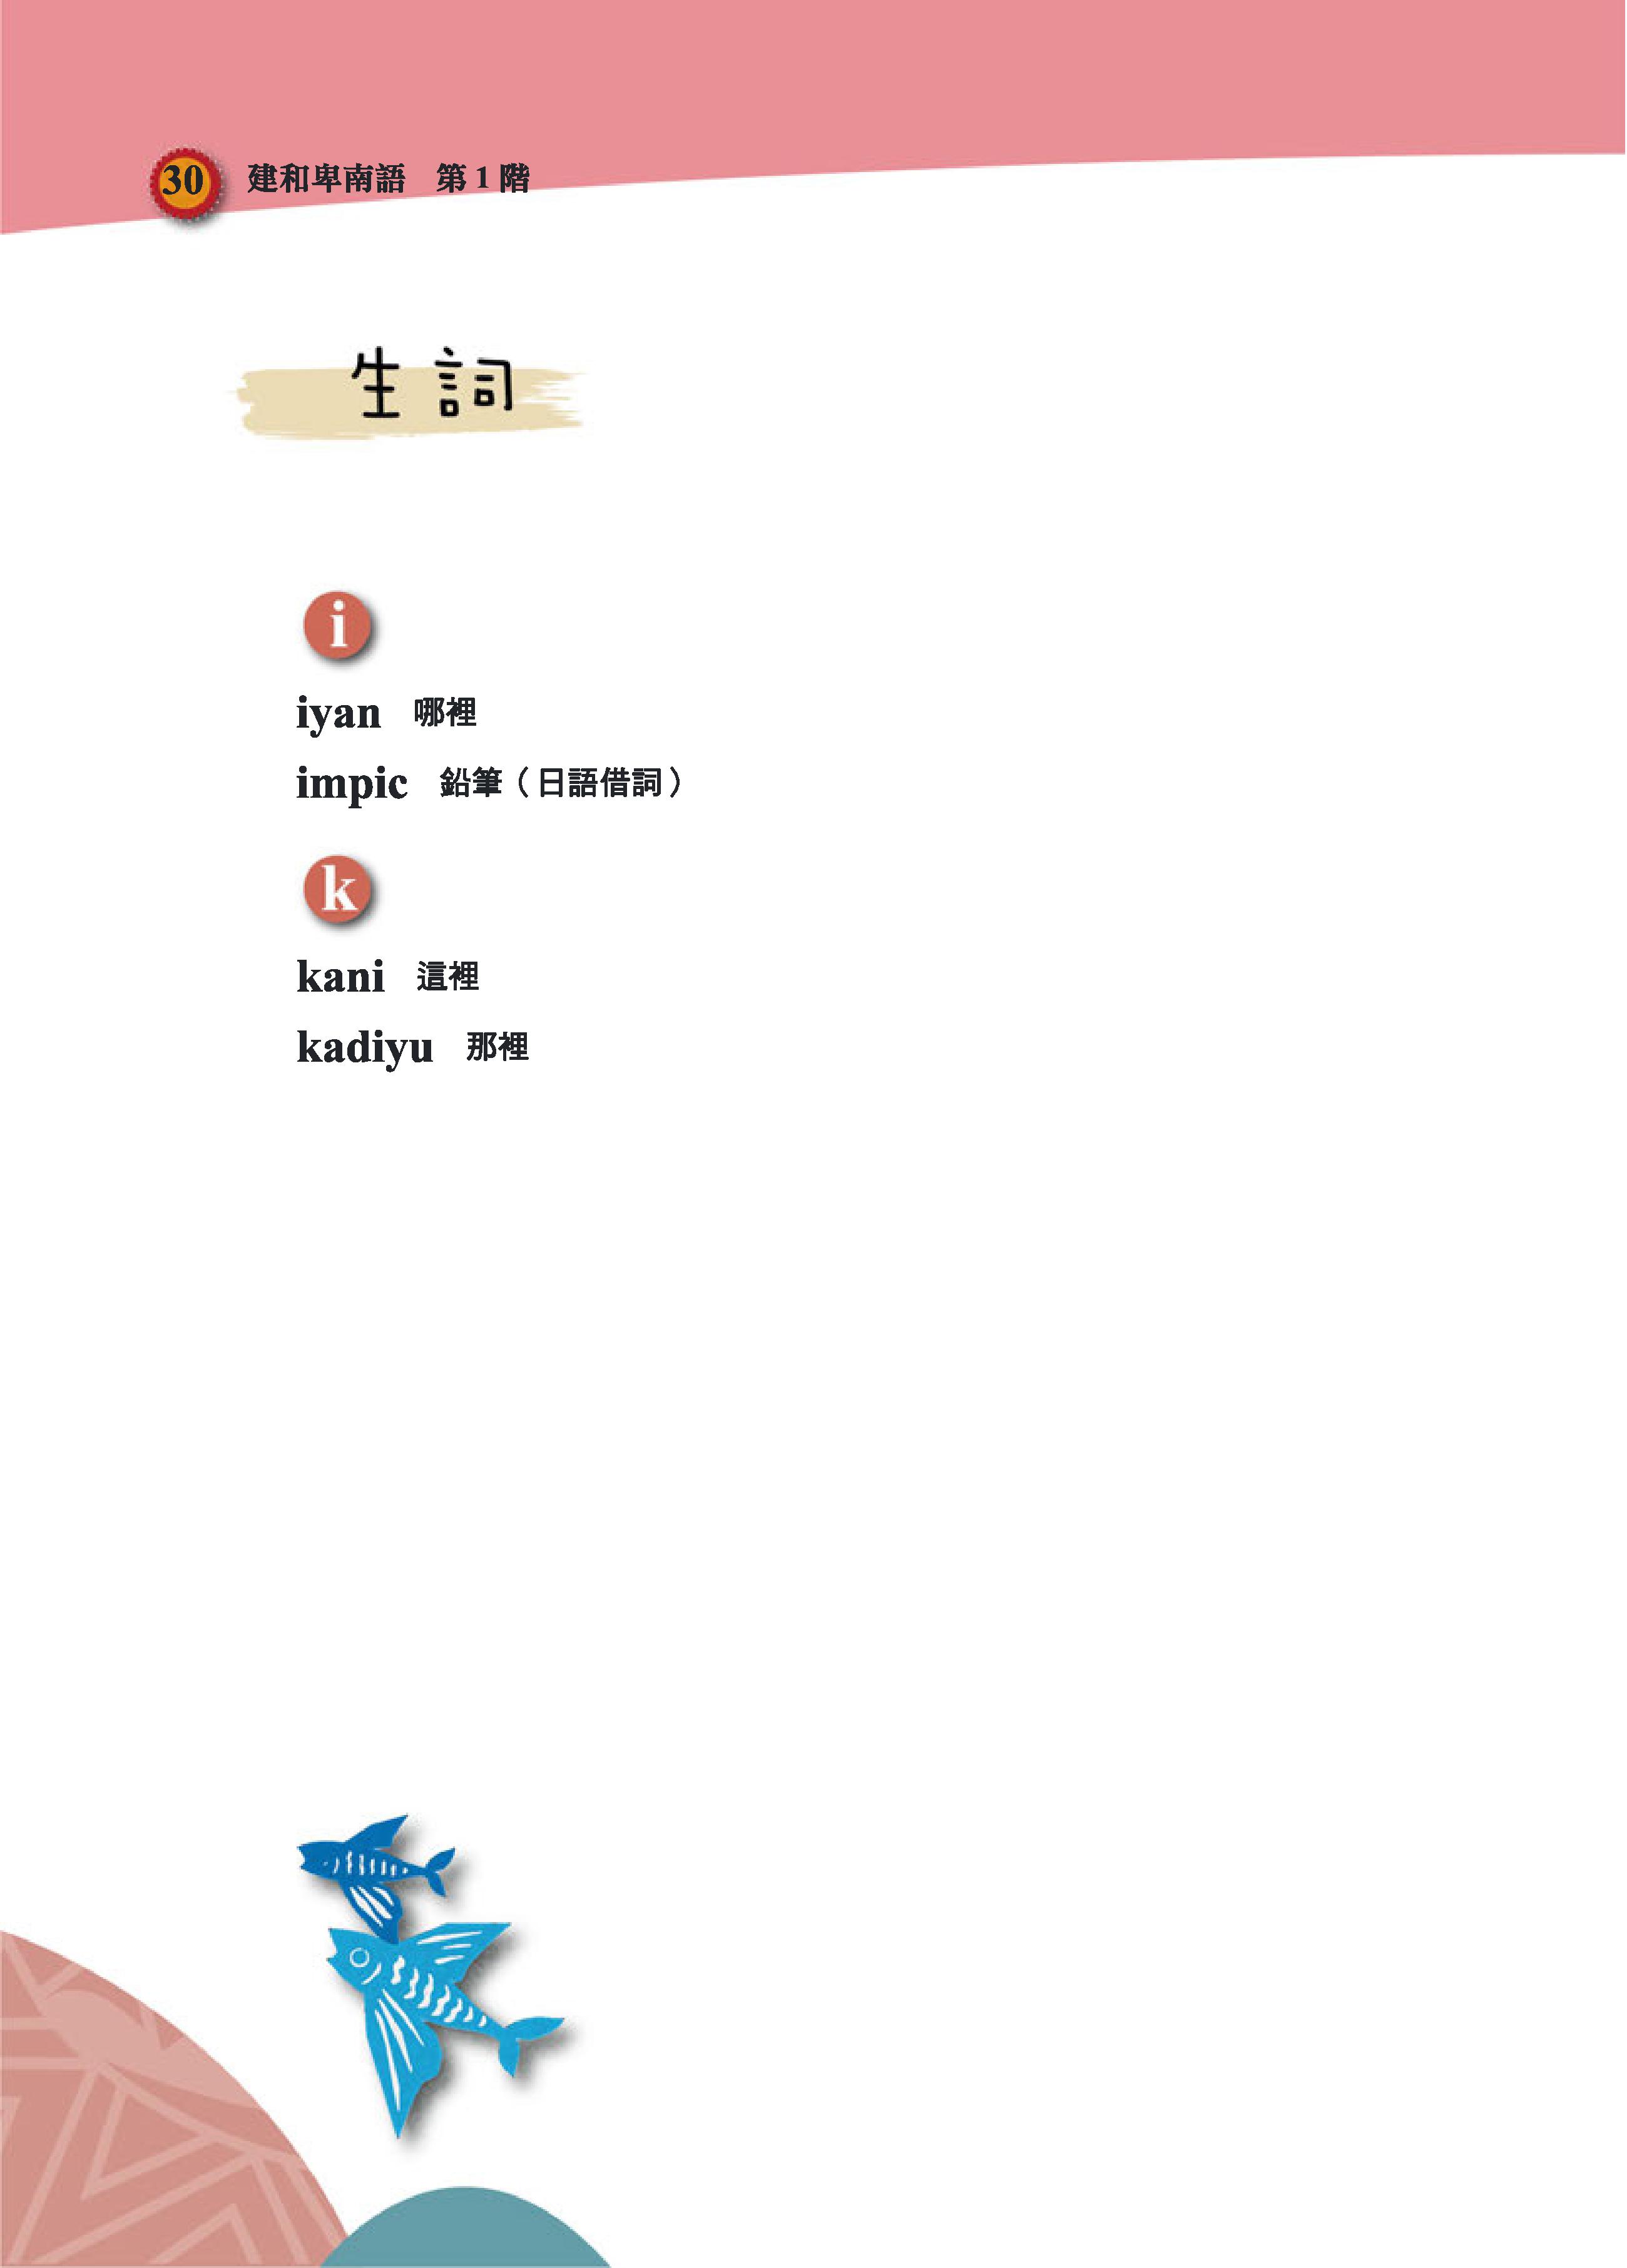 30 建和卑南語 第1階
生詞
i
iyan 哪裡
impic 鉛筆（日語借詞）
k
kani 這裡
kadiyu 那裡